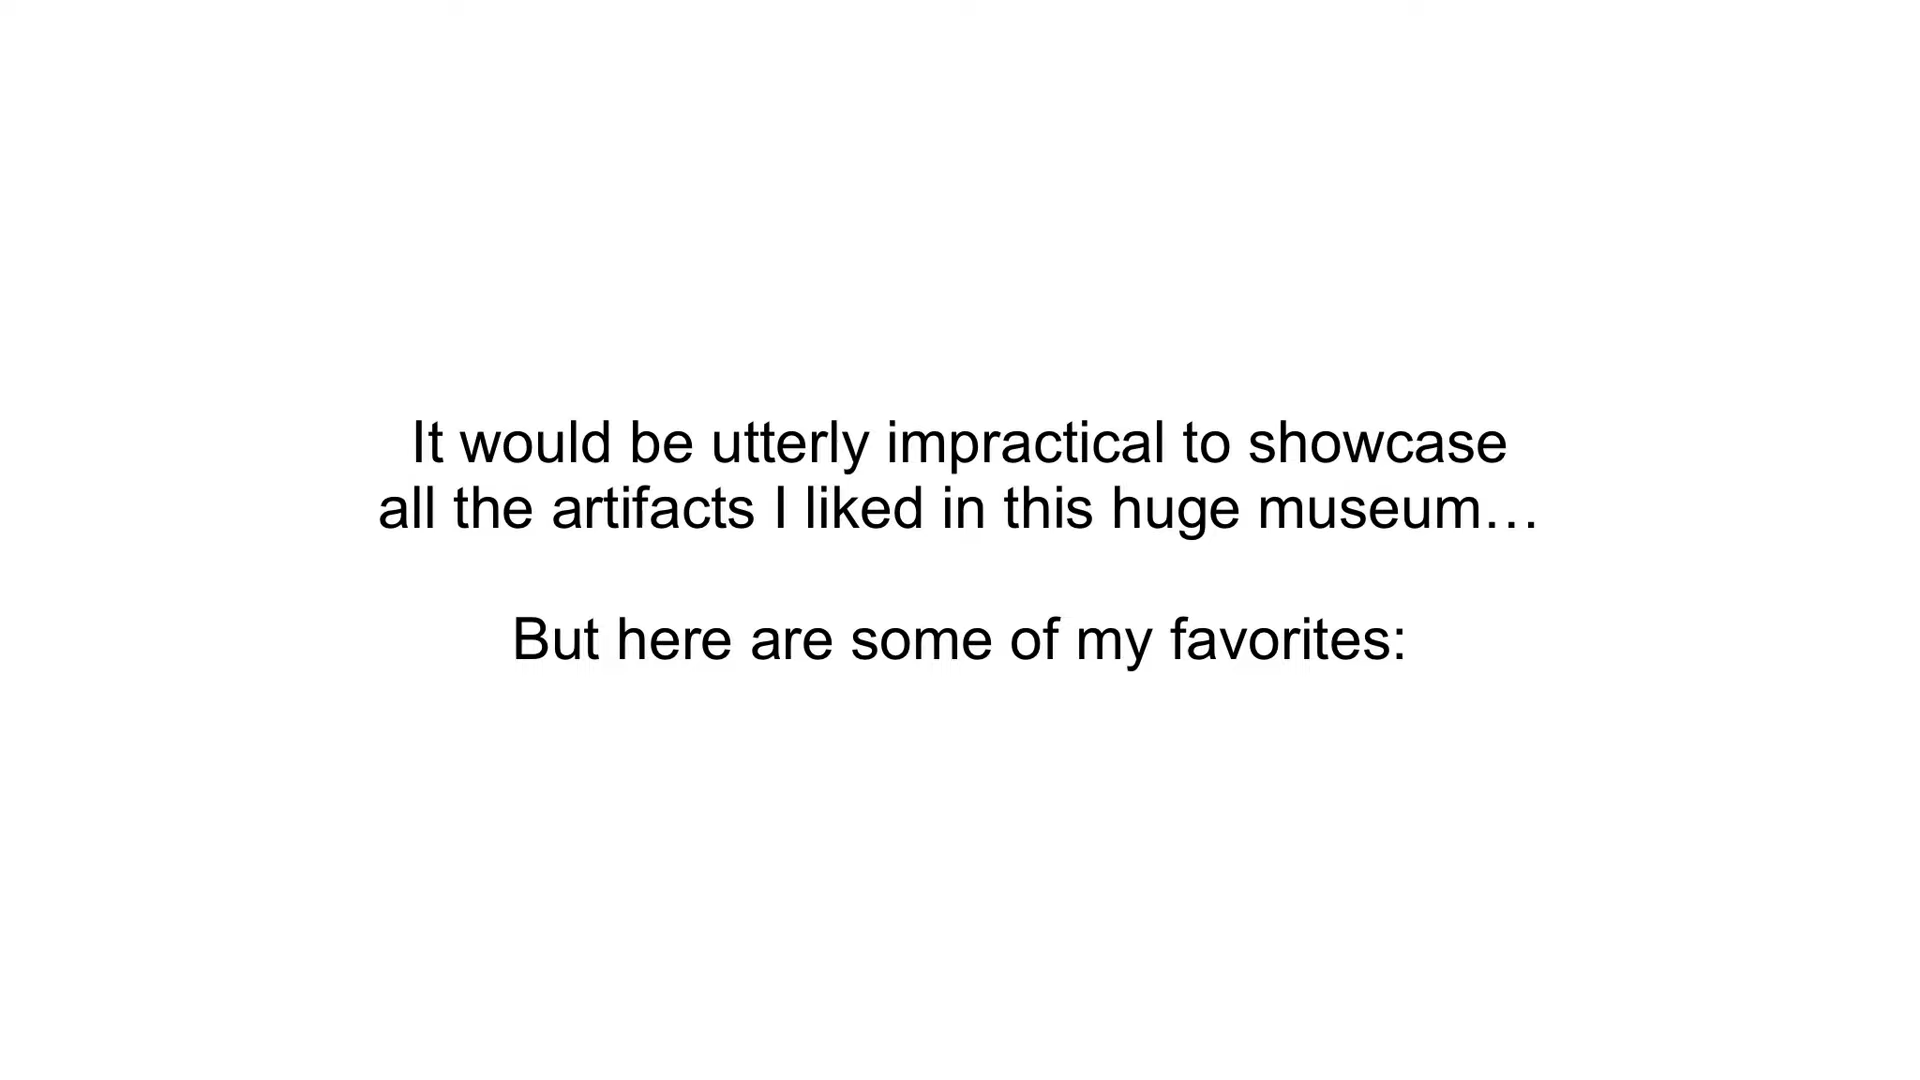 It would be utterly impractical to showcase
all the artifacts I liked in this huge museum…
But here are some of my favorites: